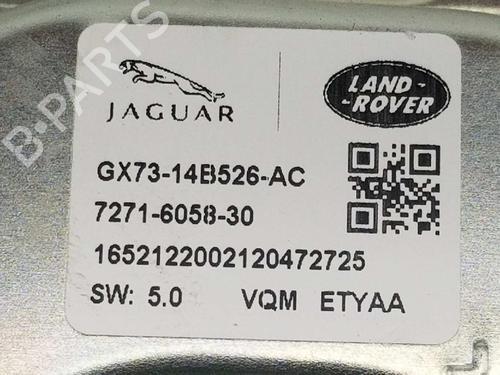 JAGUAR
LAND-
-ROVER
GX73-14B526-AC
7271-6058-30
1652122002120472725
SW: 5.0 VQM ETYAA
B-PARTS